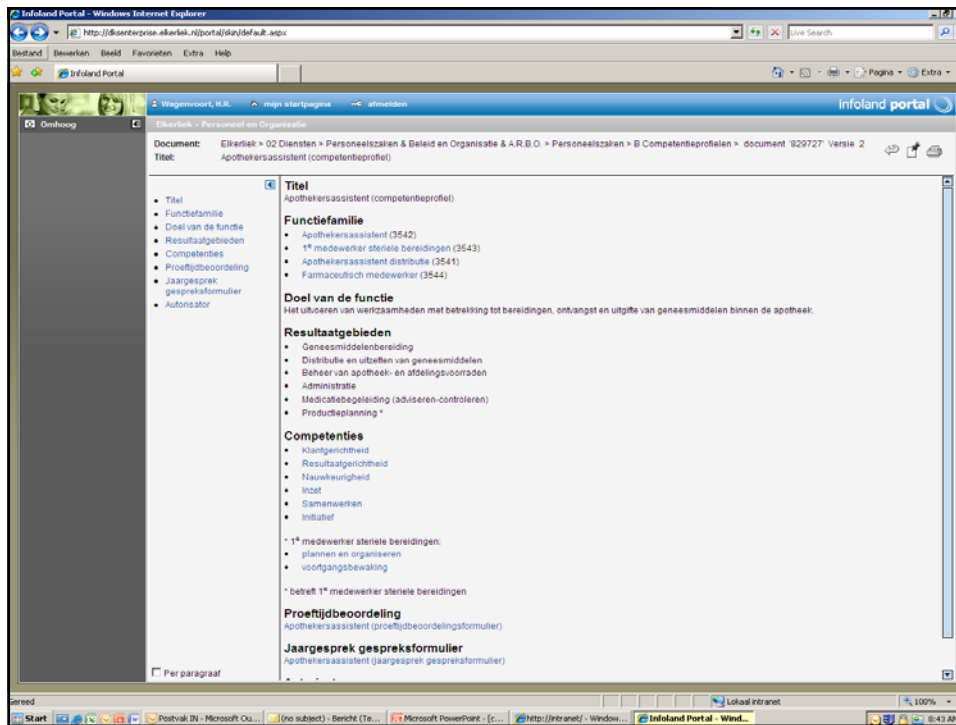 Infoland Portal - Windows Internet Explorer
http://disenterprise.elkerliek.nl/portal/skin/default.aspx
Live Search
Bestand Bewerken Beeld Favorieten Extra Help
Infoland Portal
Pagina Extra
Wagenvoort, H.R. mijn startpagina afmelden
infoland portal
Omhoog
Elkerliek - Personeel en Organisatie
Document: Elkerliek > 02 Diensten > Personeelszaken & Beleid en Organisatie & A.R.B.O. > Personeelszaken > B Competentieprofielen > document '829727' Versie 2
Titel: Apothekersassistent (competentieprofiel)
• Titel
• Functiefamilie
• Doel van de functie
• Resultaatgebieden
• Competenties
• Proeftijdbeoordeling
• Jaargesprek
gespreksformulier
• Autorisator
Per paragraaf
Titel
Apothekersassistent (competentieprofiel)
Functiefamilie
• Apothekersassistent (3542)
• 1e medewerker steriele bereidingen (3543)
• Apothekersassistent distributie (3541)
• Farmaceutisch medewerker (3544)
Doel van de functie
Het uitvoeren van werkzaamheden met betrekking tot bereidingen, ontvangst en uitgifte van geneesmiddelen binnen de apotheek.
Resultaatgebieden
• Geneesmiddelenbereiding
• Distributie en uitzetten van geneesmiddelen
• Beheer van apotheek- en afdelingsvoorraden
• Administratie
• Medicatiebegeleiding (adviseren-controleren)
• Productieplanning *
Competenties
• Klantgerichtheid
• Resultaatgerichtheid
• Nauwkeurigheid
• Inzet
• Samenwerken
• Initiatief
* 1e medewerker steriele bereidingen:
• plannen en organiseren
• voortgangsbewaking
* betreft 1e medewerker steriele bereidingen
Proeftijdbeoordeling
Apothekersassistent (proeftijdbeoordelingsformulier)
Jaargesprek gespreksformulier
Apothekersassistent (jaargesprek gespreksformulier)
Gereed
Lokaal intranet
100%
Start
Postvak IN - Microsoft Ou...
(no subject) - Bericht (Te...
Microsoft PowerPoint - [c...
http://intranet/ - Window...
Infoland Portal - Wind...
8:43 AM